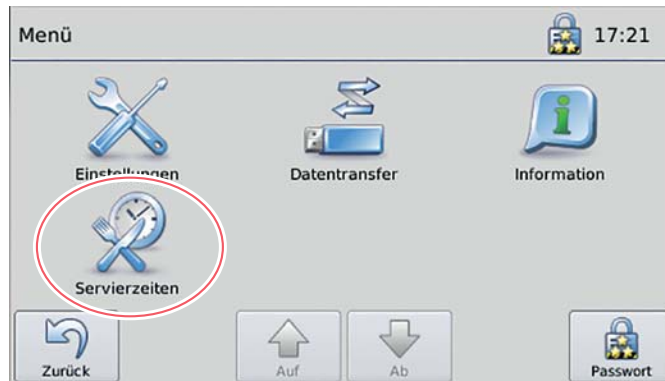 Menü 17:21
Einstellungen Datentransfer Information
Servierzeiten
Zurück Auf Ab Passwort